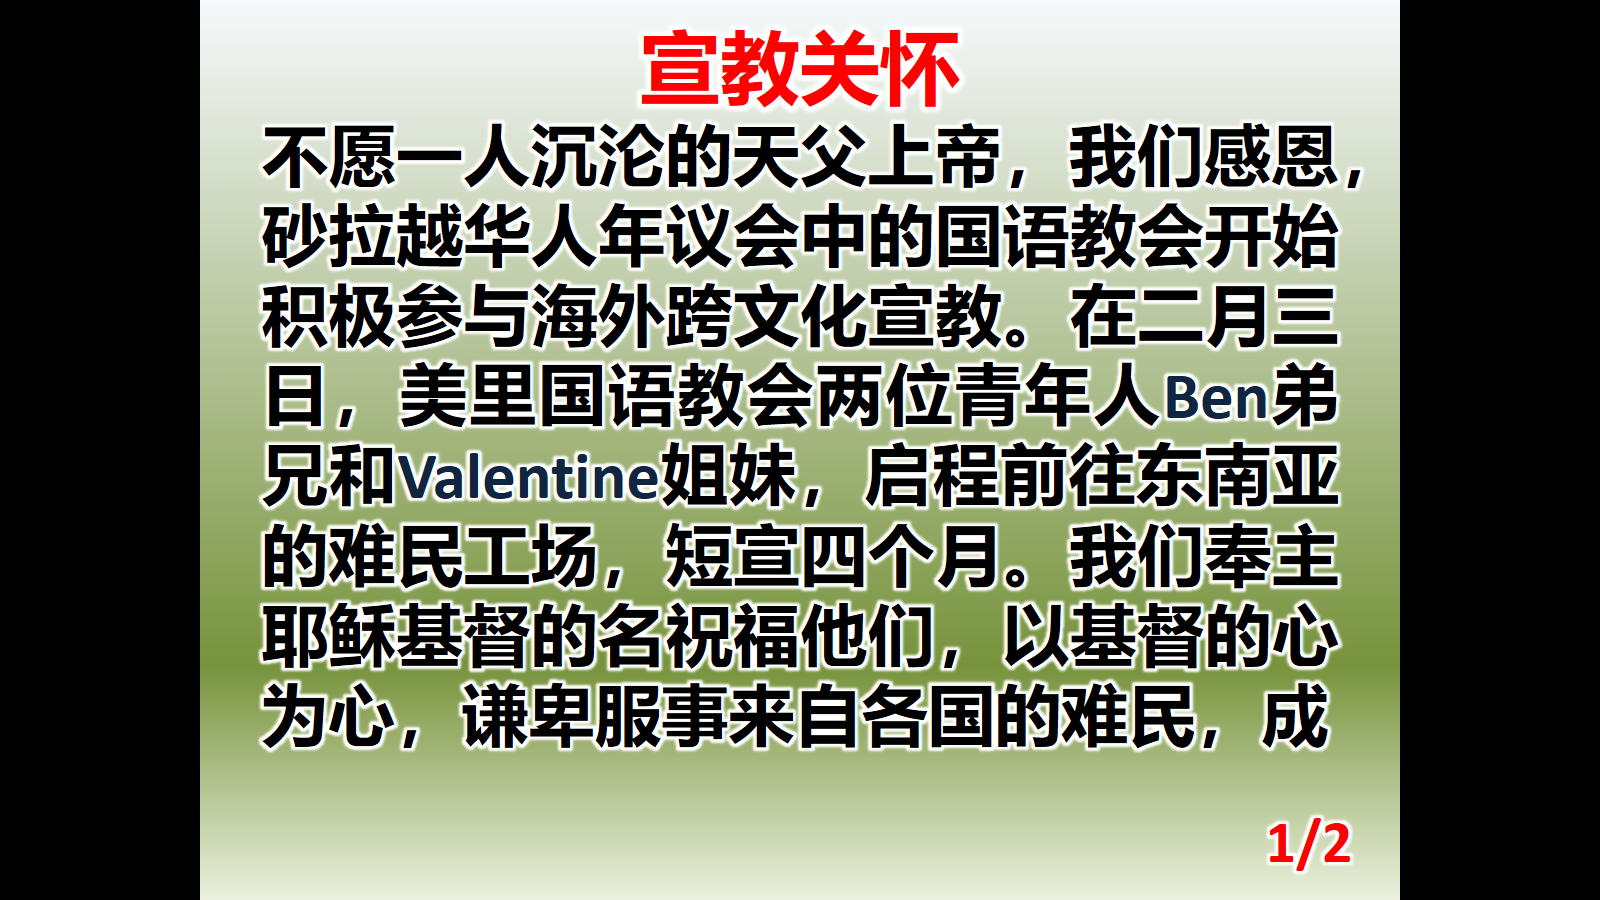 宣教关怀
不愿一人沉沦的天父上帝，我们感恩，
砂拉越华人年议会中的国语教会开始
积极参与海外跨文化宣教。在二月三
日，美里国语教会两位青年人Ben弟
兄和Valentine姐妹，启程前往东南亚
的难民工场，短宣四个月。我们奉主
耶稣基督的名祝福他们，以基督的心
为心，谦卑服事来自各国的难民，成
1/2